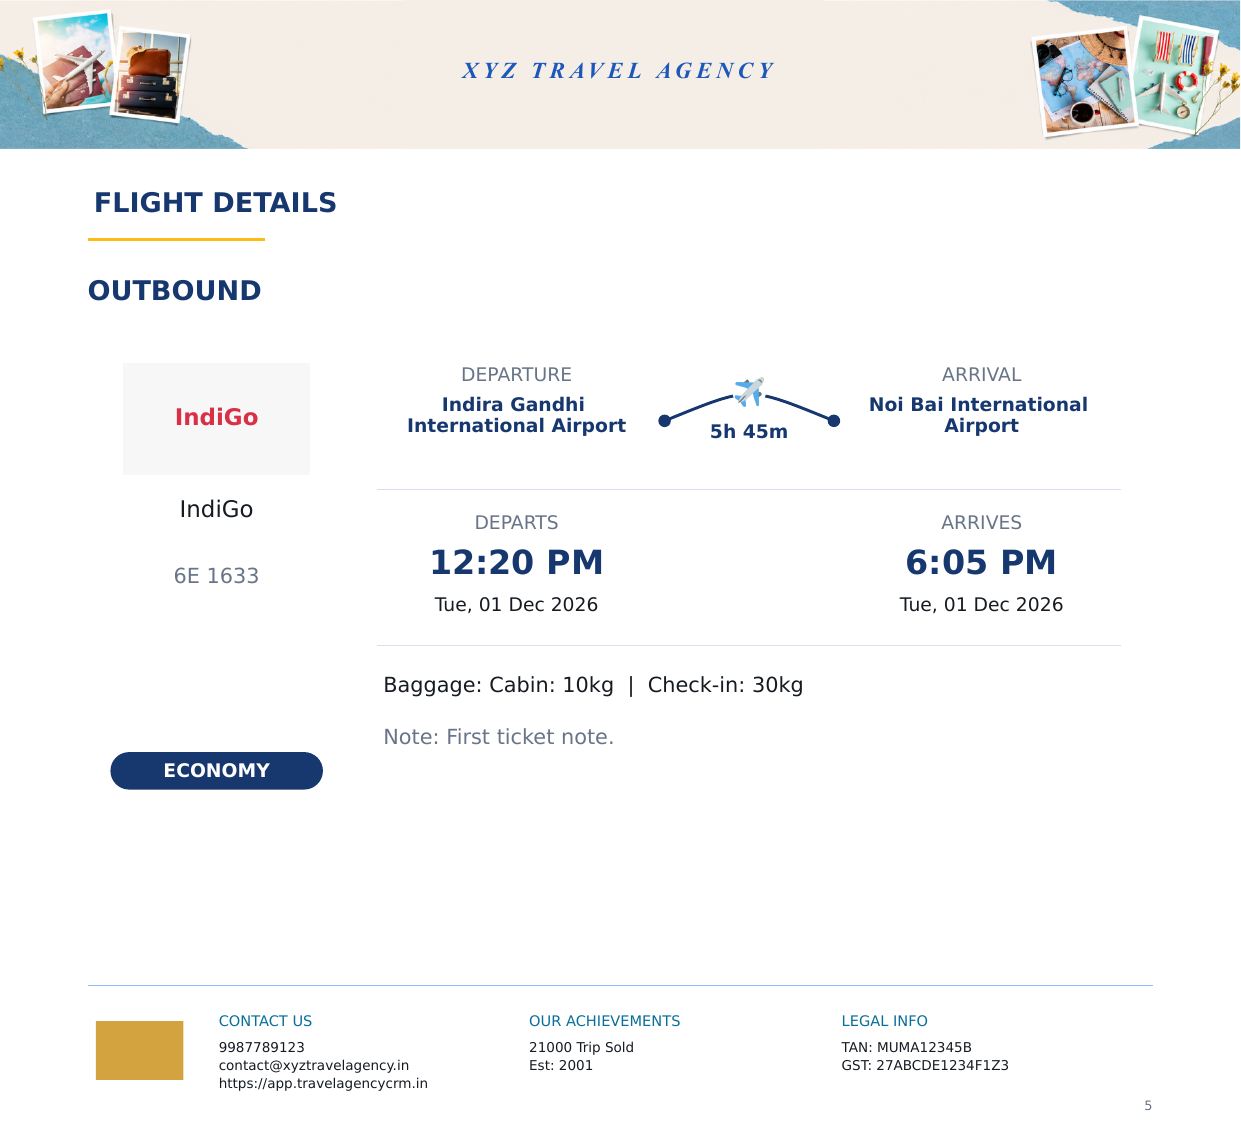 XYZ TRAVEL AGENCY
FLIGHT DETAILS
OUTBOUND
IndiGo
IndiGo
6E 1633
ECONOMY
DEPARTURE
Indira Gandhi
International Airport
5h 45m
ARRIVAL
Noi Bai International
Airport
DEPARTS
12:20 PM
Tue, 01 Dec 2026
ARRIVES
6:05 PM
Tue, 01 Dec 2026
Baggage: Cabin: 10kg | Check-in: 30kg
Note: First ticket note.
CONTACT US
9987789123
contact@xyztravelagency.in
https://app.travelagencycrm.in
OUR ACHIEVEMENTS
21000 Trip Sold
Est: 2001
LEGAL INFO
TAN: MUMA12345B
GST: 27ABCDE1234F1Z3
5